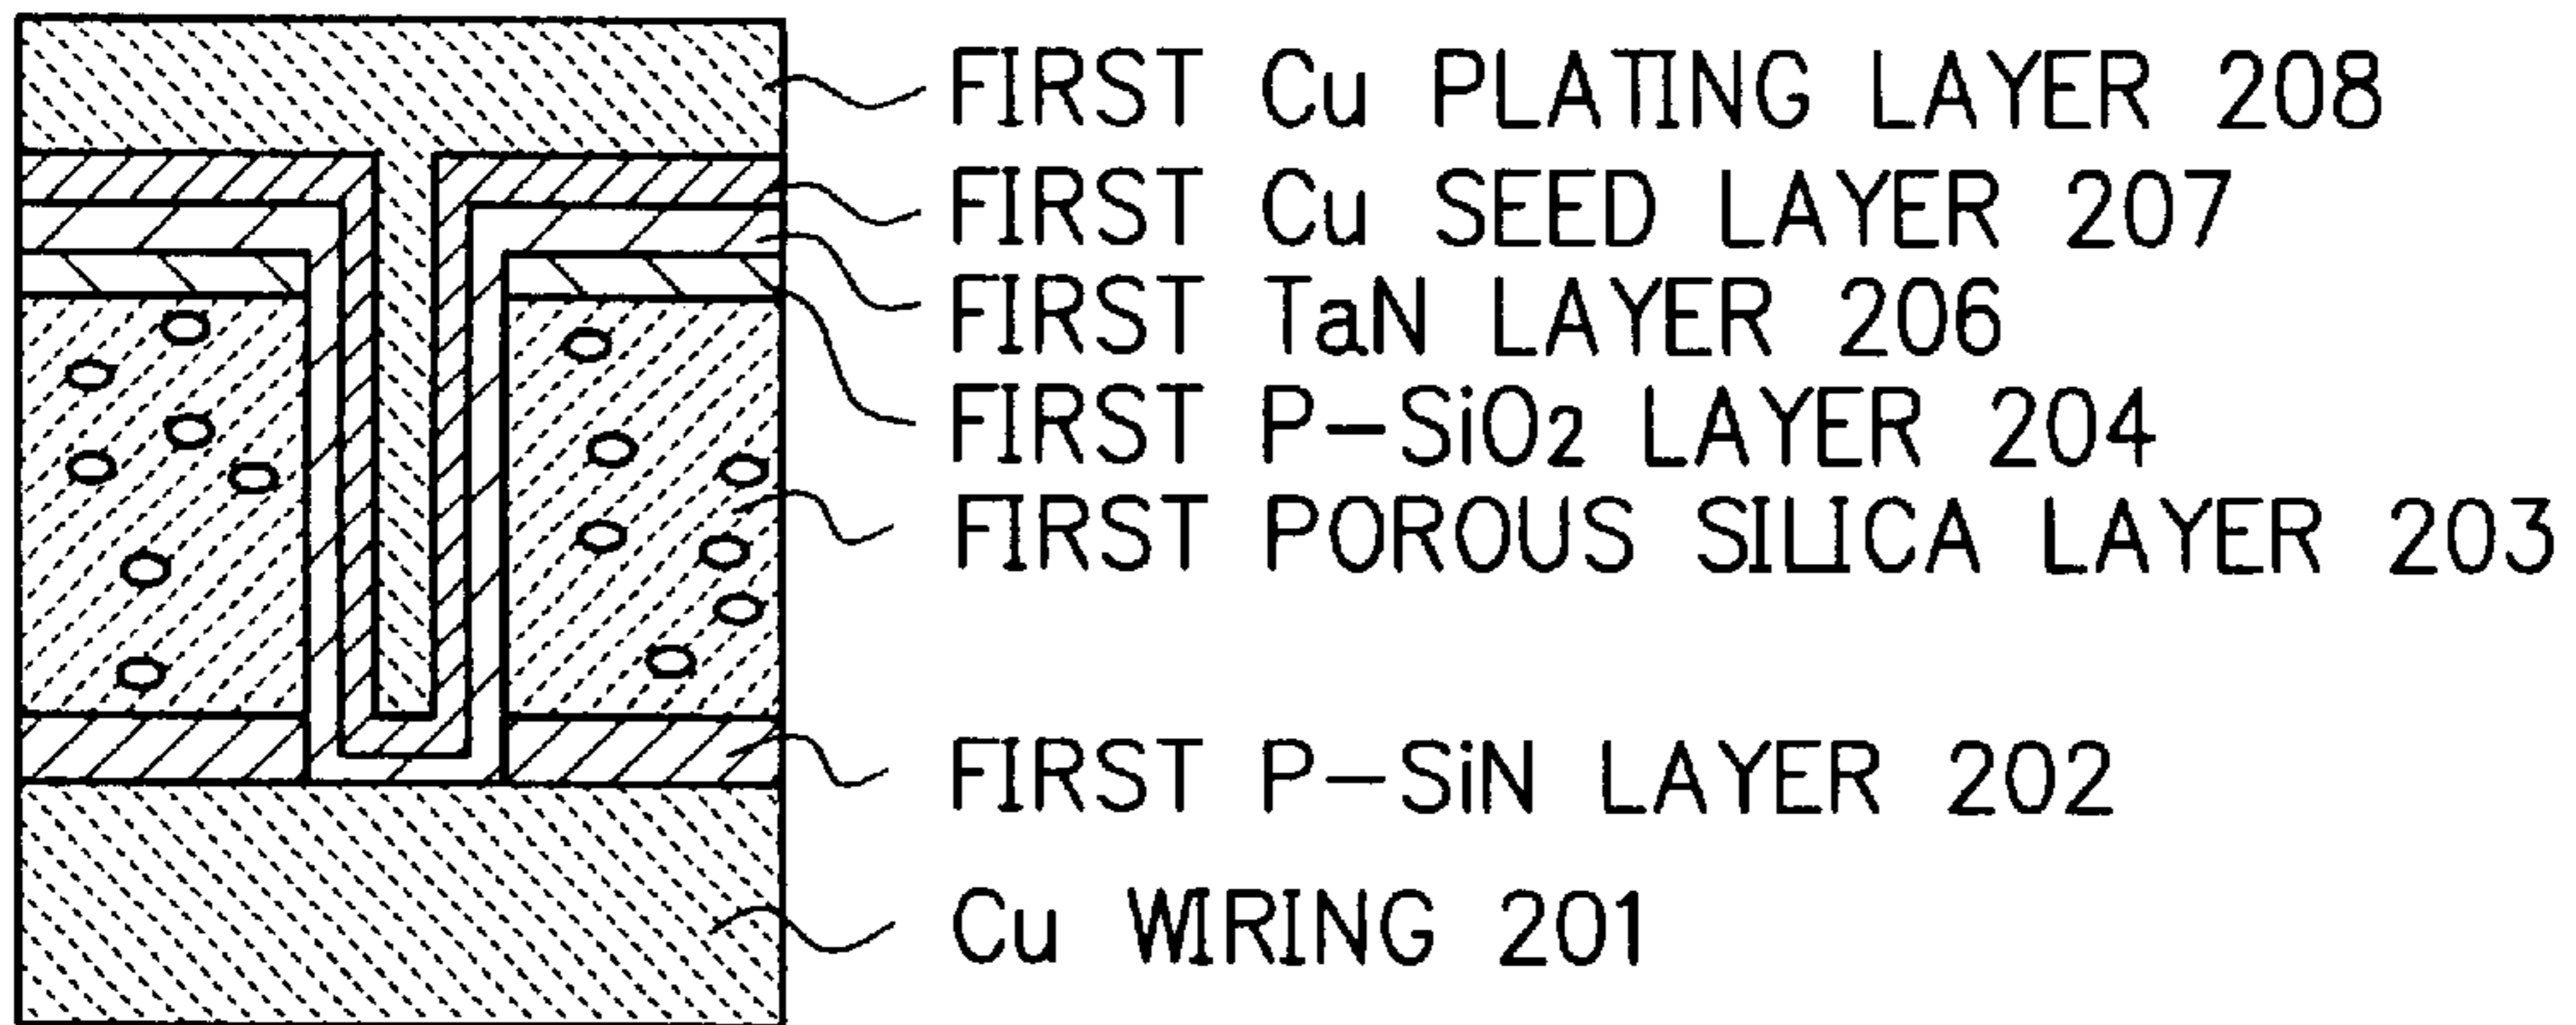 FIRST Cu PLATING LAYER 208
FIRST Cu SEED LAYER 207
FIRST TaN LAYER 206
FIRST P-SiO2 LAYER 204
FIRST POROUS SILICA LAYER 203
FIRST P-SiN LAYER 202
Cu WIRING 201